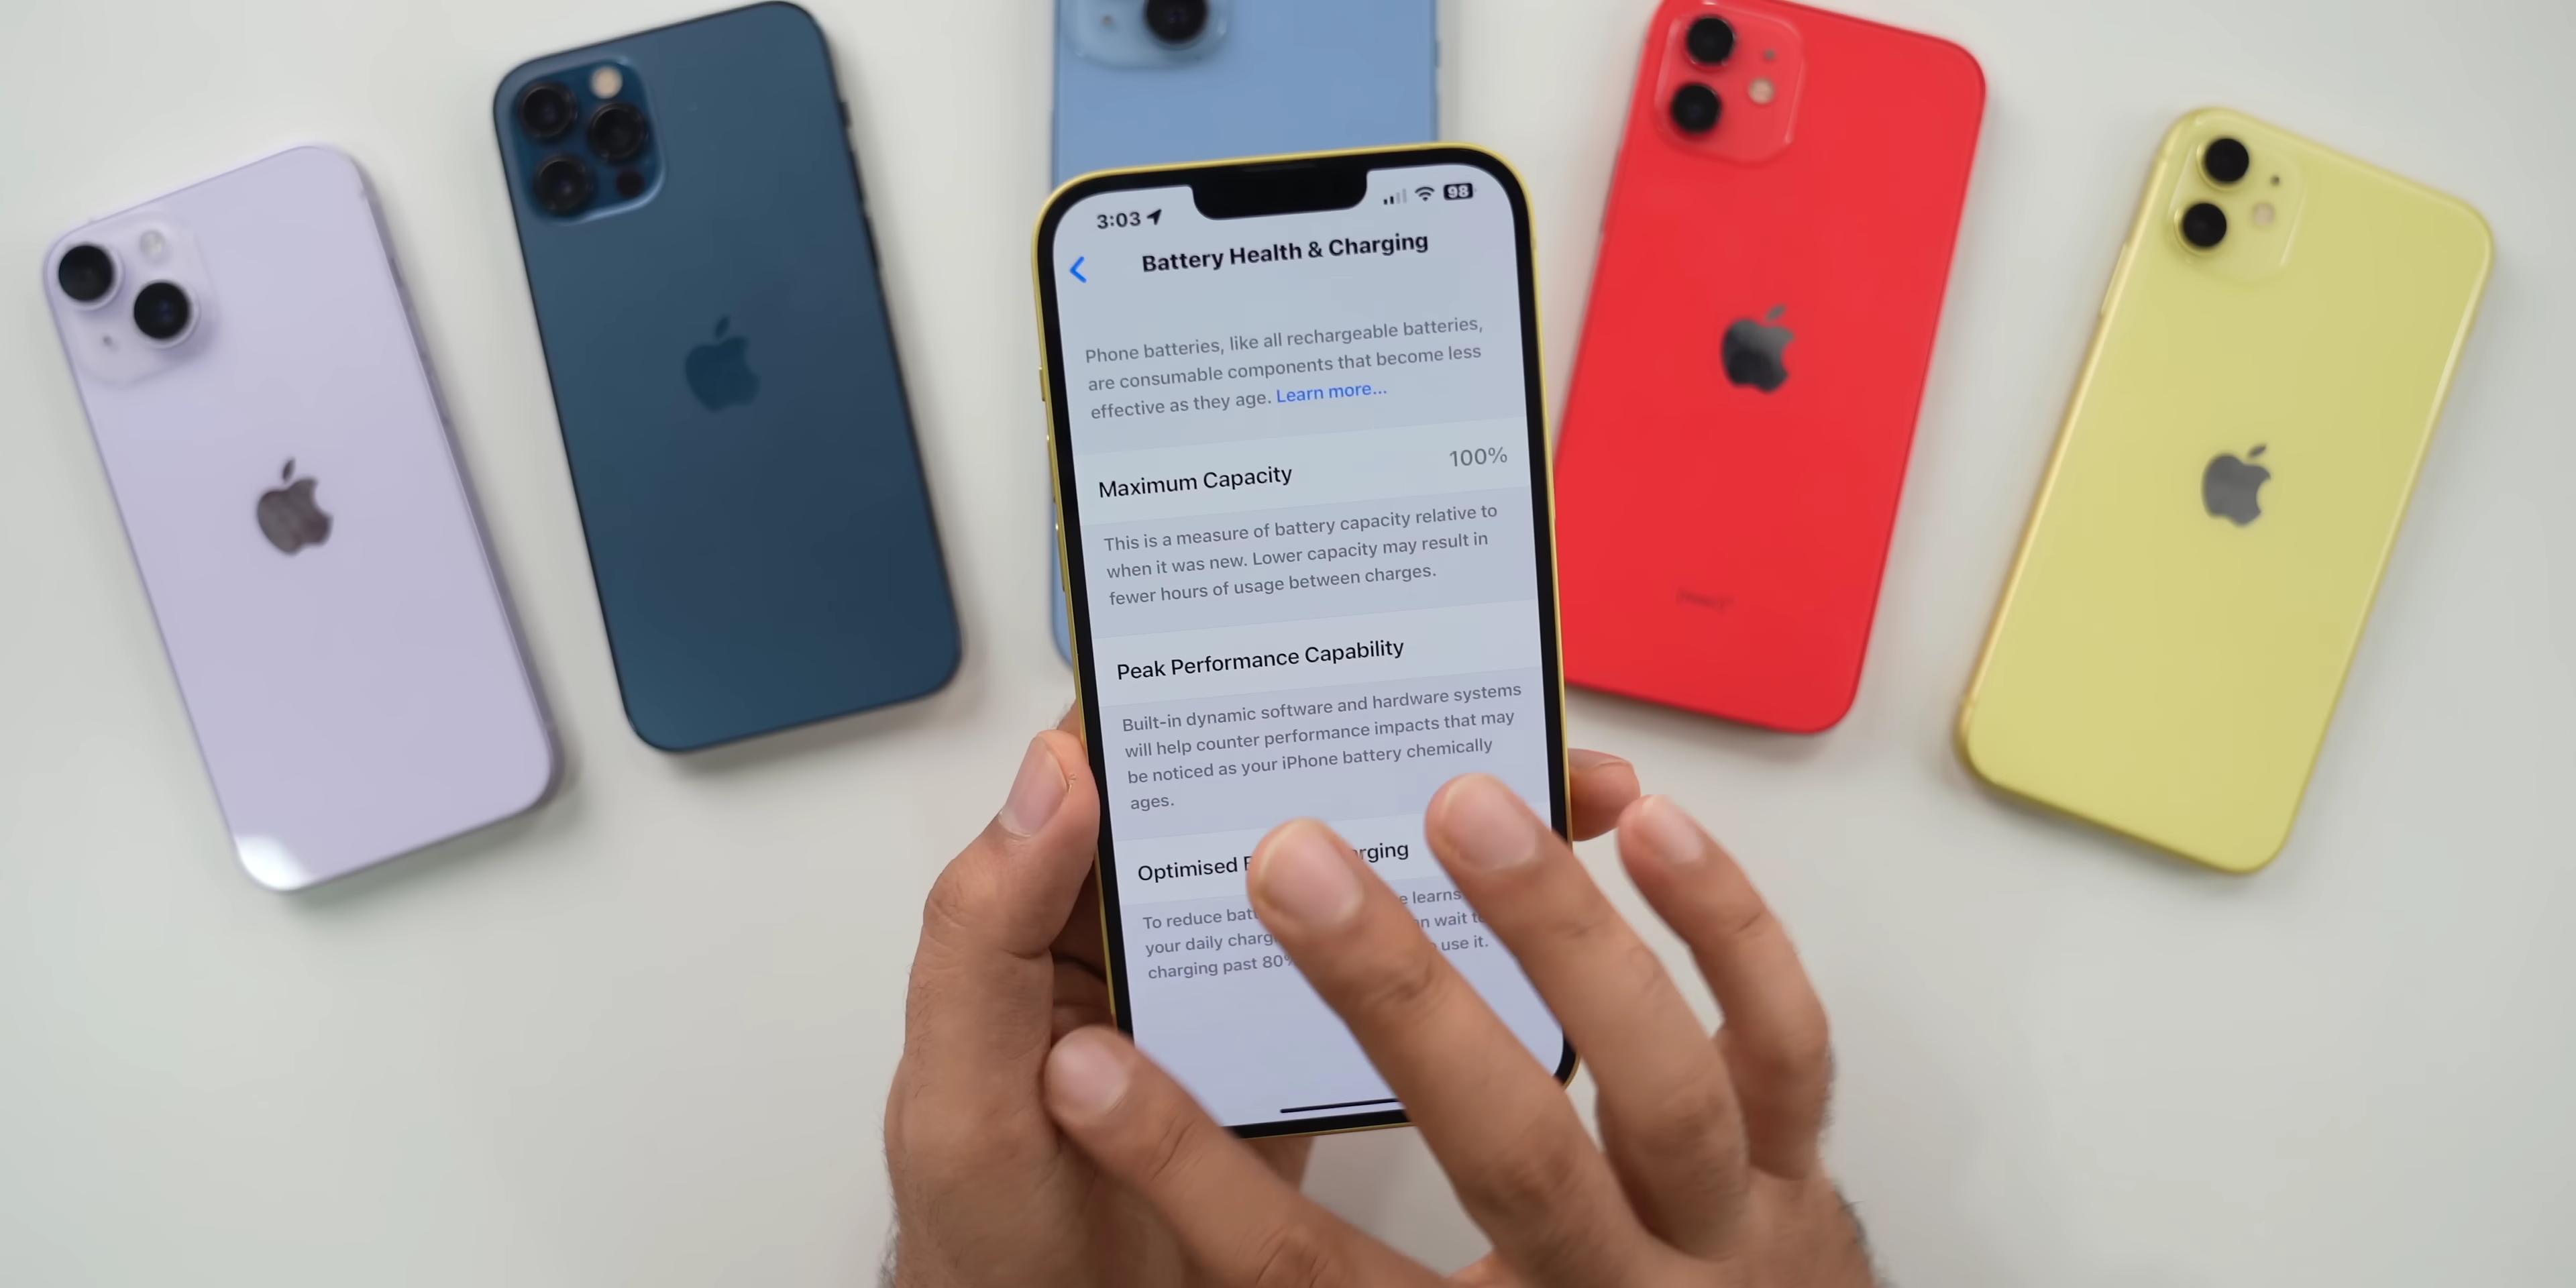 3:03
98
Battery Health & Charging
Phone batteries, like all rechargeable batteries,
are consumable components that become less
effective as they age. Learn more...
Maximum Capacity 100%
This is a measure of battery capacity relative to
when it was new. Lower capacity may result in
fewer hours of usage between charges.
Peak Performance Capability
Built-in dynamic software and hardware systems
will help counter performance impacts that may
be noticed as your iPhone battery chemically
ages.
Optimised
To reduce learns
your daily wait
charging past 80% use it.